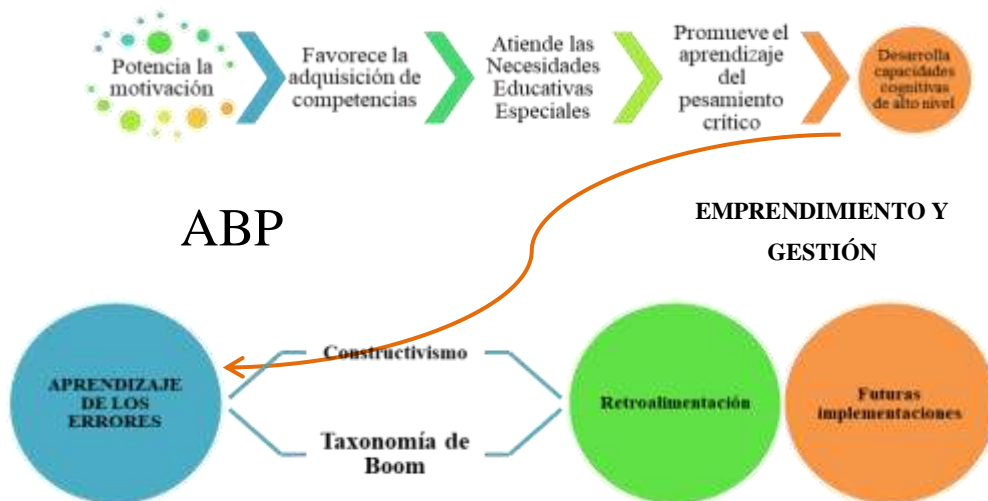 Potencia la
motivación
Favorece la
adquisición de
competencias
Atiende las
Necesidades
Educativas
Especiales
Promueve el
aprendizaje
del
pesamiento
crítico
Desarrolla
capacidades
cognitivas
de alto nivel
ABP
EMPRENDIMIENTO Y
GESTIÓN
APRENDIZAJE
DE LOS
ERRORES
Constructivismo
Taxonomía de
Boom
Retroalimentación
Futuras
implementaciones